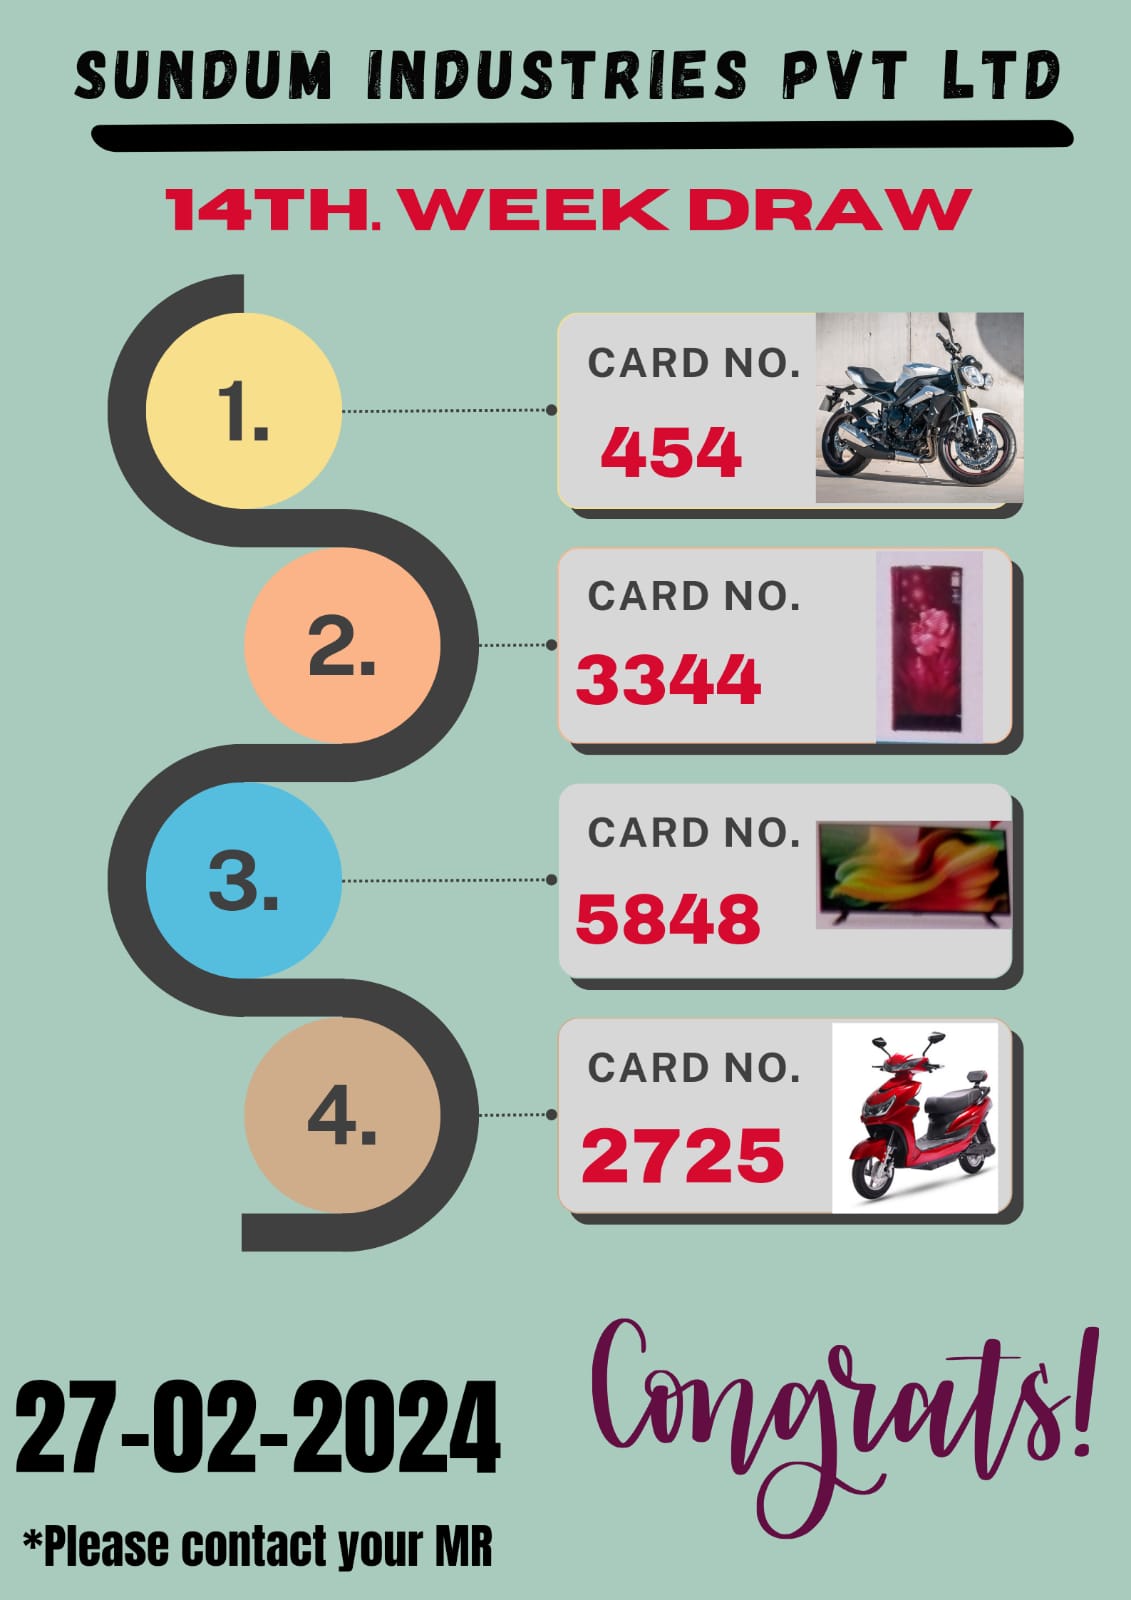 SUNDUM INDUSTRIES PVT LTD
14TH. WEEK DRAW
1.
CARD NO.
454
2.
CARD NO.
3344
3.
CARD NO.
5848
4.
CARD NO.
2725
27-02-2024
Congrats!
*Please contact your MR